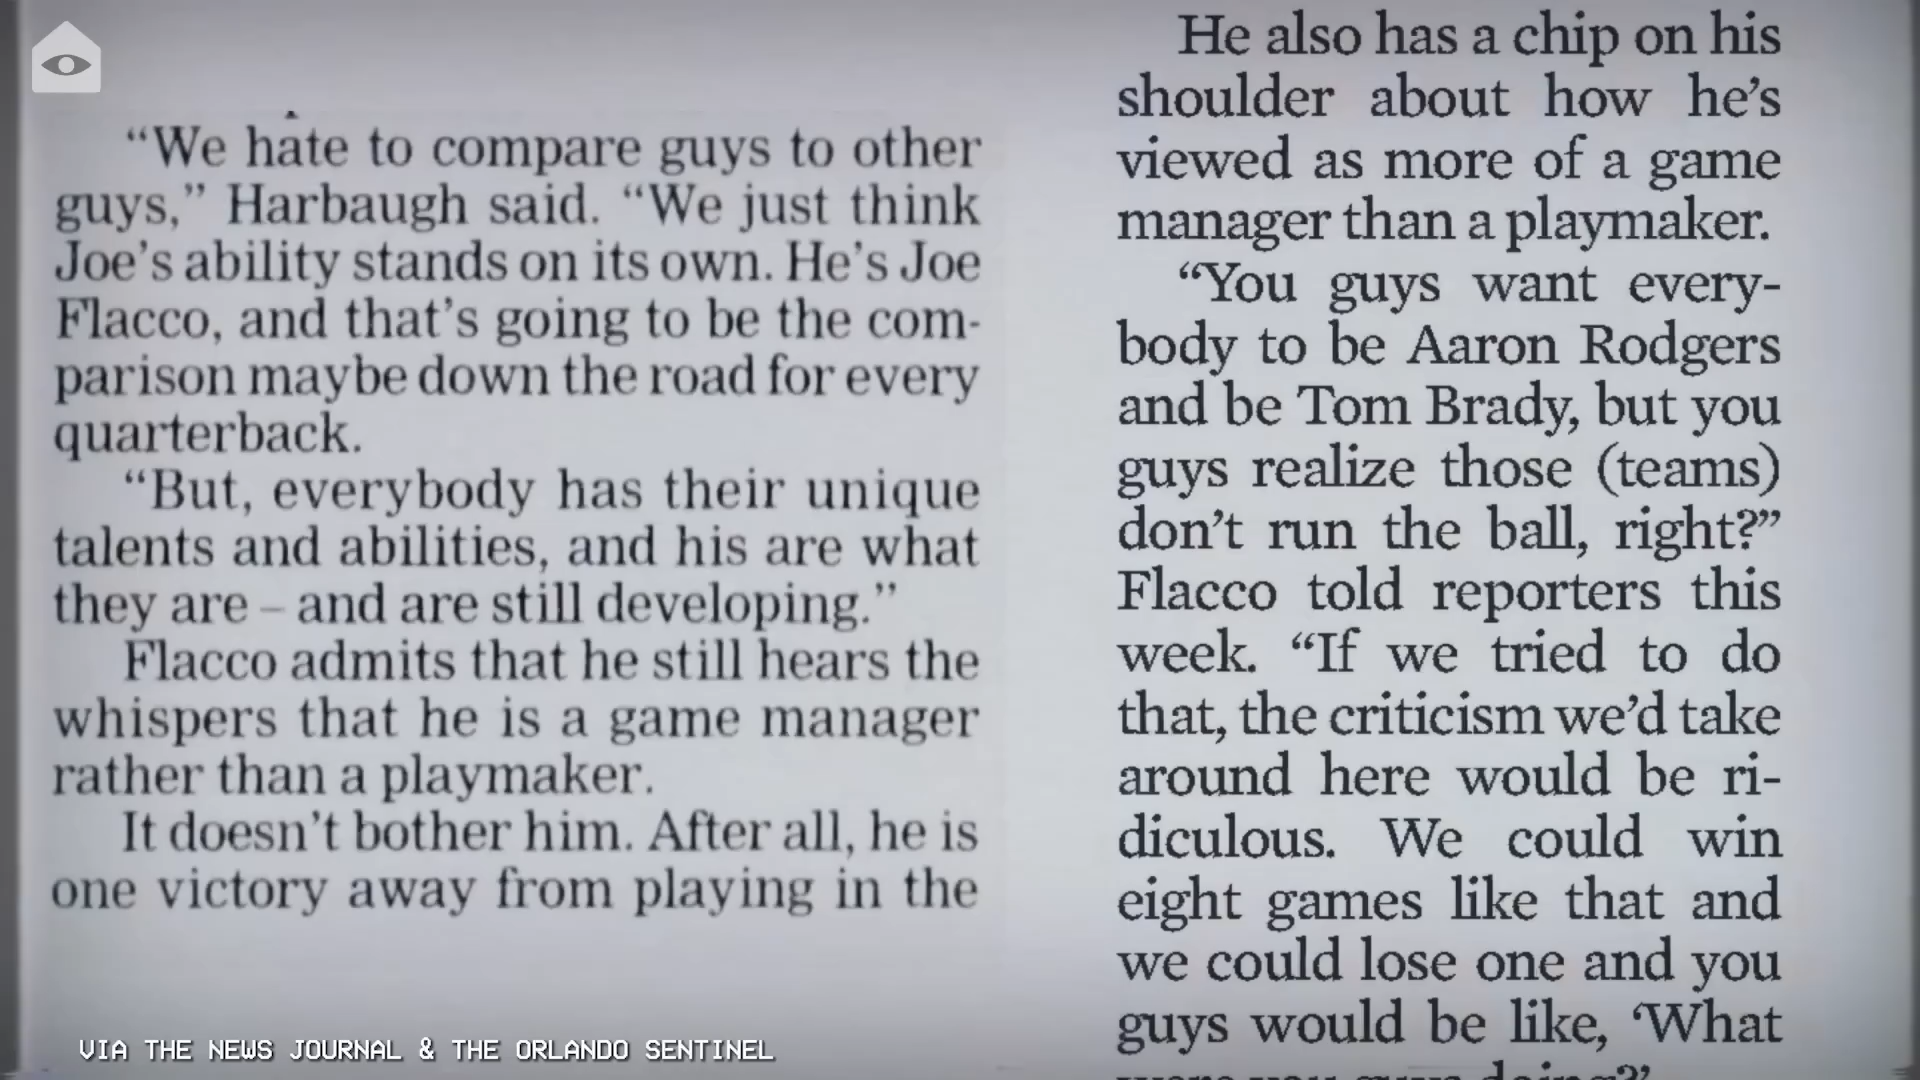 “We hate to compare guys to other
guys,” Harbaugh said. “We just think
Joe’s ability stands on its own. He’s Joe
Flacco, and that’s going to be the com-
parison maybe down the road for every
quarterback.
“But, everybody has their unique
talents and abilities, and his are what
they are – and are still developing.”
Flacco admits that he still hears the
whispers that he is a game manager
rather than a playmaker.
It doesn’t bother him. After all, he is
one victory away from playing in the
He also has a chip on his
shoulder about how he’s
viewed as more of a game
manager than a playmaker.
“You guys want every-
body to be Aaron Rodgers
and be Tom Brady, but you
guys realize those (teams)
don’t run the ball, right?”
Flacco told reporters this
week. “If we tried to do
that, the criticism we’d take
around here would be ri-
diculous. We could win
eight games like that and
we could lose one and you
guys would be like, ‘What
were you guys doing?’
VIA THE NEWS JOURNAL & THE ORLANDO SENTINEL